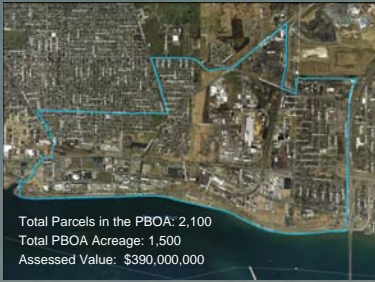 Total Parcels in the PBOA: 2,100
Total PBOA Acreage: 1,500
Assessed Value: $390,000,000